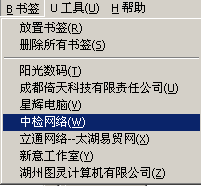 B 书签 U 工具(U) H 帮助
放置书签(R)
删除所有书签(S)
阳光数码(T)
成都倚天科技有限责任公司(U)
星辉电脑(V)
中检网络(W)
立通网络--太湖易贸网(X)
新意工作室(Y)
湖州图灵计算机有限公司(Z)